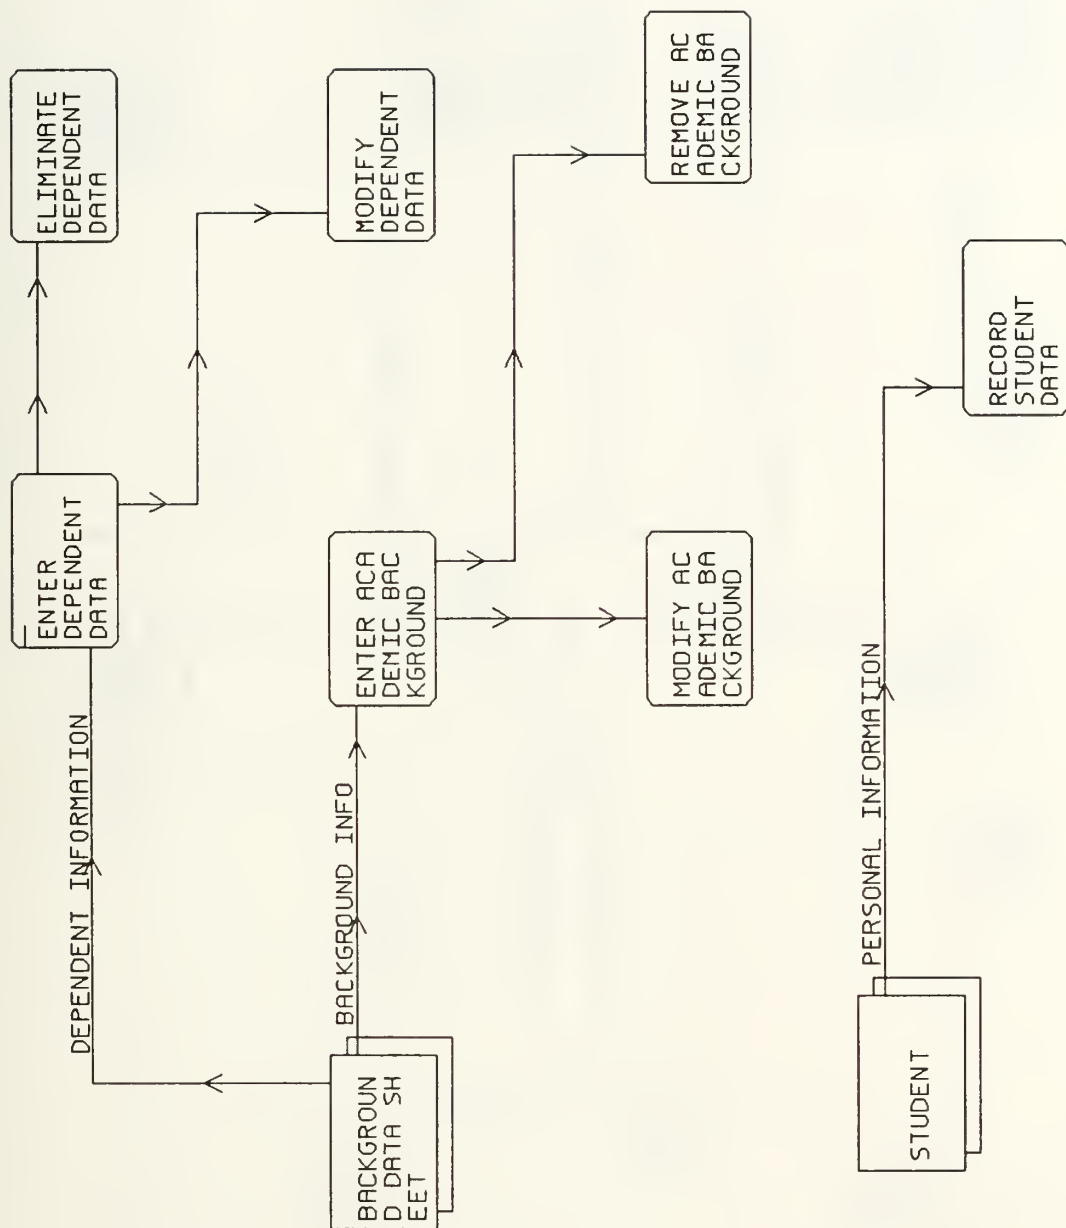 ENTER
DEPENDENT
DATA
ELIMINATE
DEPENDENT
DATA
DEPENDENT INFORMATION
MODIFY
DEPENDENT
DATA
BACKGROUN
D DATA SH
EET
BACKGROUND INFO
ENTER ACA
DEMIC BAC
KGROUND
MODIFY AC
ADEMIC BA
CKGROUND
REMOVE AC
ADEMIC BA
CKGROUND
STUDENT
PERSONAL INFORMATION
RECORD
STUDENT
DATA